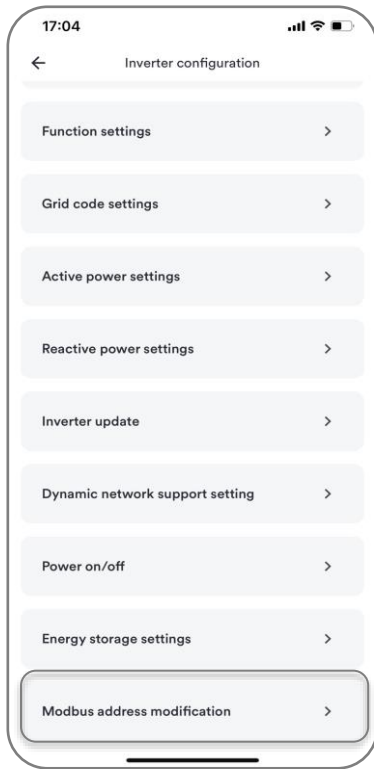 17:04
Inverter configuration
Function settings
Grid code settings
Active power settings
Reactive power settings
Inverter update
Dynamic network support setting
Power on/off
Energy storage settings
Modbus address modification